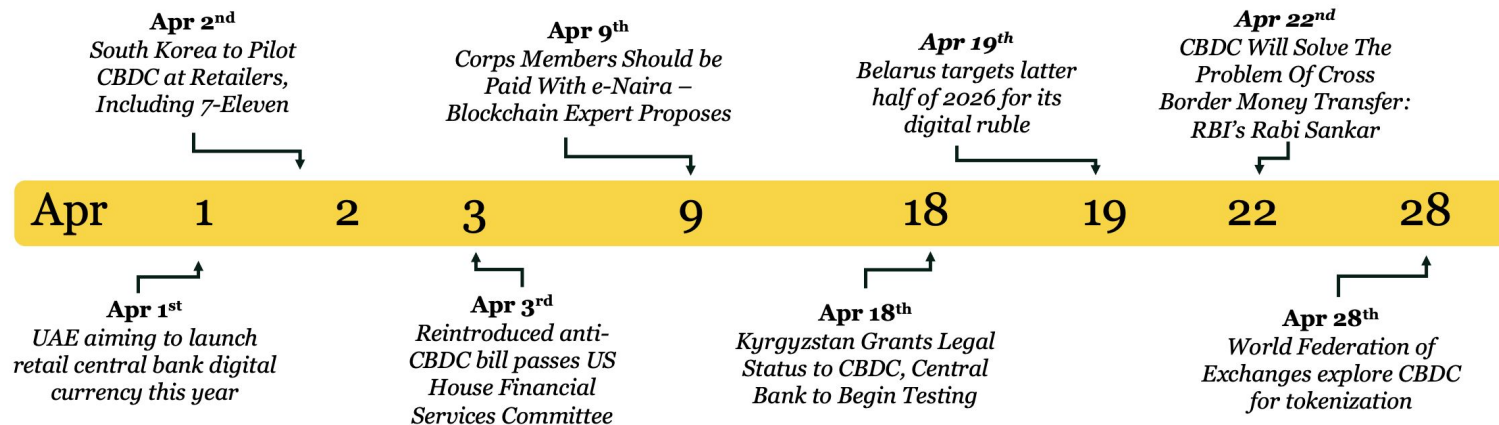 Apr 2nd
South Korea to Pilot
CBDC at Retailers,
Including 7-Eleven
Apr 9th
Corps Members Should be
Paid With e-Naira –
Blockchain Expert Proposes
Apr 19th
Belarus targets latter
half of 2026 for its
digital ruble
Apr 22nd
CBDC Will Solve The
Problem Of Cross
Border Money Transfer:
RBI's Rabi Sankar
Apr 1 2 3 9 18 19 22 28
Apr 1st
UAE aiming to launch
retail central bank digital
currency this year
Apr 3rd
Reintroduced anti-
CBDC bill passes US
House Financial
Services Committee
Apr 18th
Kyrgyzstan Grants Legal
Status to CBDC, Central
Bank to Begin Testing
Apr 28th
World Federation of
Exchanges explore CBDC
for tokenization